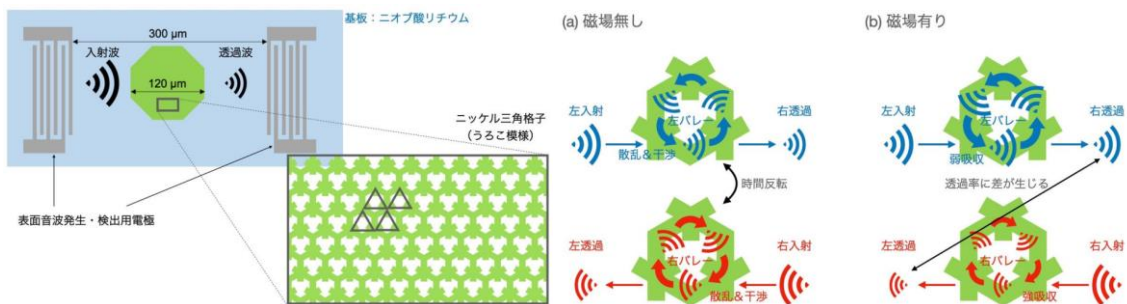 基板：ニオブ酸リチウム
300 μm
入射波
透過波
120 μm
ニッケル三角格子
（うろこ模様）
表面音波発生・検出用電極
(a) 磁場無し
左入射
左バレー
右透過
散乱&干渉
時間反転
左透過
右バレー
右入射
散乱&干渉
(b) 磁場有り
左入射
左バレー
右透過
弱吸収
透過率に差が生じる
左透過
右バレー
右入射
強吸収